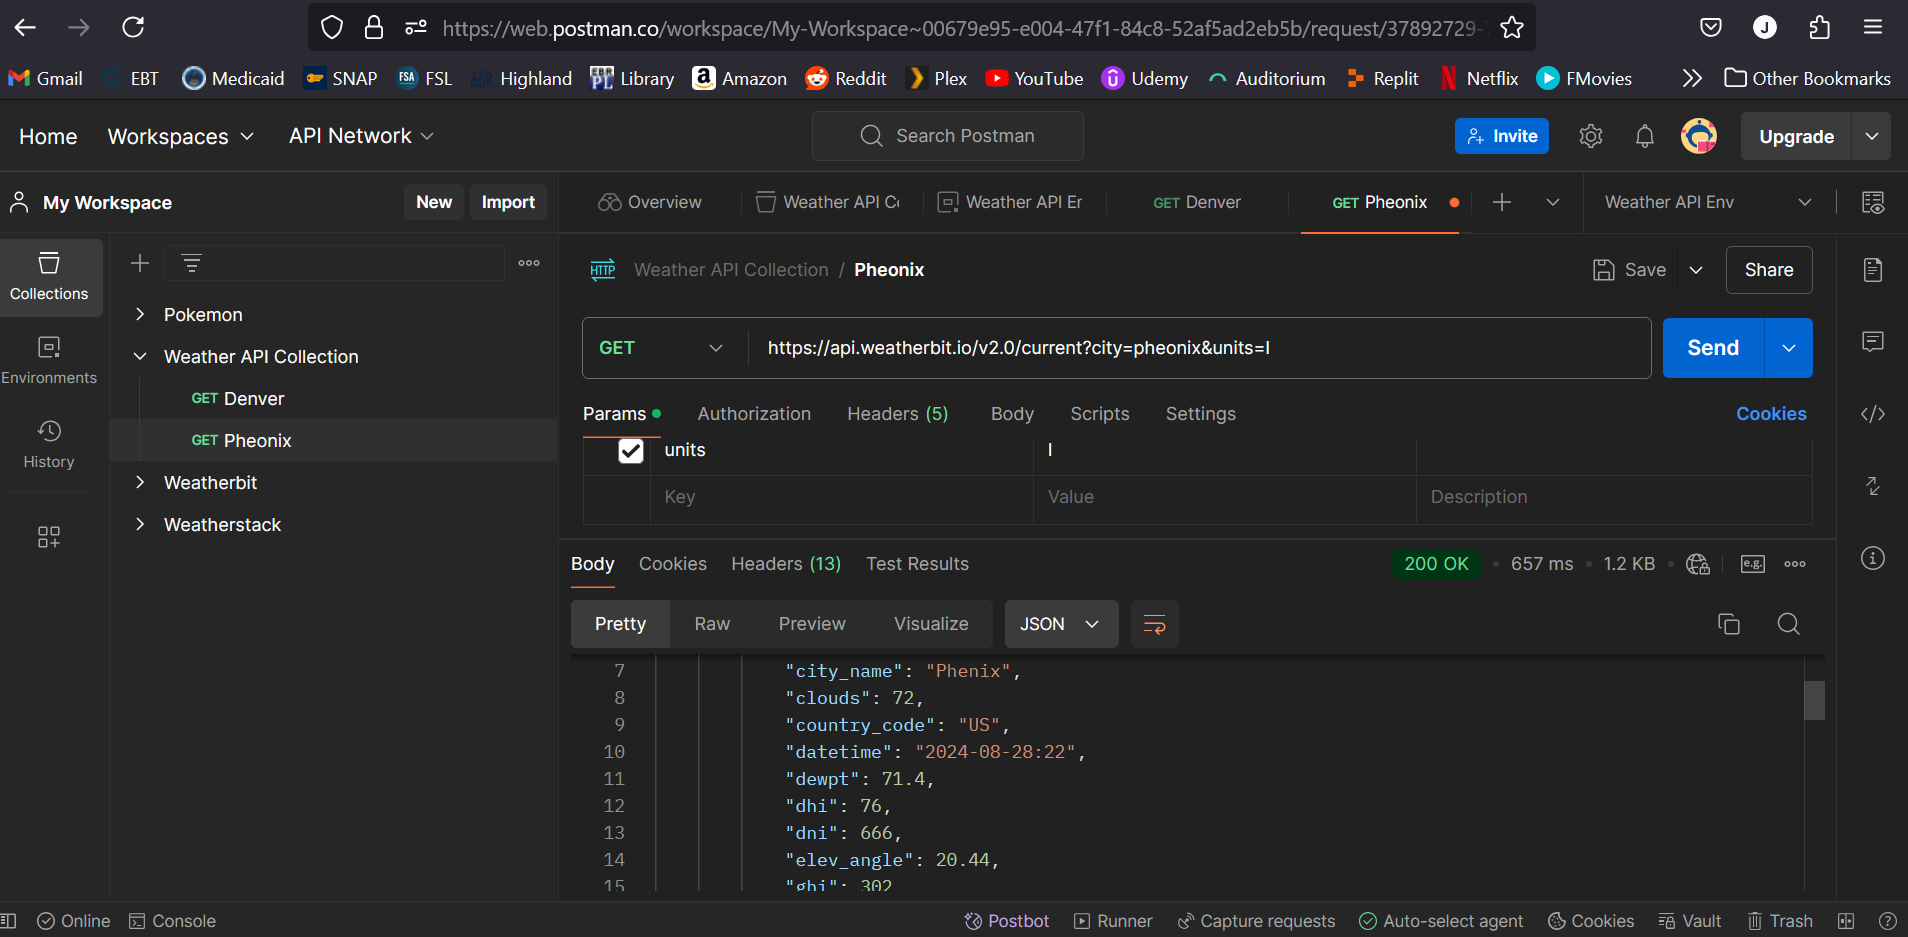 https://web.postman.co/workspace/My-Workspace~00679e95-e004-47f1-84c8-52af5ad2eb5b/request/37892729-
J
Gmail EBT Medicaid SNAP FSA FSL Highland Library Amazon Reddit Plex YouTube Udemy Auditorium Replit Netflix FMovies Other Bookmarks
Home Workspaces API Network Search Postman Invite Upgrade
My Workspace New Import Overview Weather API Co Weather API Er GET Denver GET Pheonix Weather API Env
Collections
Environments
History
Pokemon
Weather API Collection
GET Denver
GET Pheonix
Weatherbit
Weatherstack
HTTP Weather API Collection / Pheonix Save Share
GET https://api.weatherbit.io/v2.0/current?city=pheonix&units=I Send
Params Authorization Headers (5) Body Scripts Settings Cookies
units I
Key Value Description
Body Cookies Headers (13) Test Results 200 OK 657 ms 1.2 KB e.g.
Pretty Raw Preview Visualize JSON
7 "city_name": "Phenix",
8 "clouds": 72,
9 "country_code": "US",
10 "datetime": "2024-08-28:22",
11 "dewpt": 71.4,
12 "dhi": 76,
13 "dni": 666,
14 "elev_angle": 20.44,
15 "ghi": 302
Online Console Postbot Runner Capture requests Auto-select agent Cookies Vault Trash